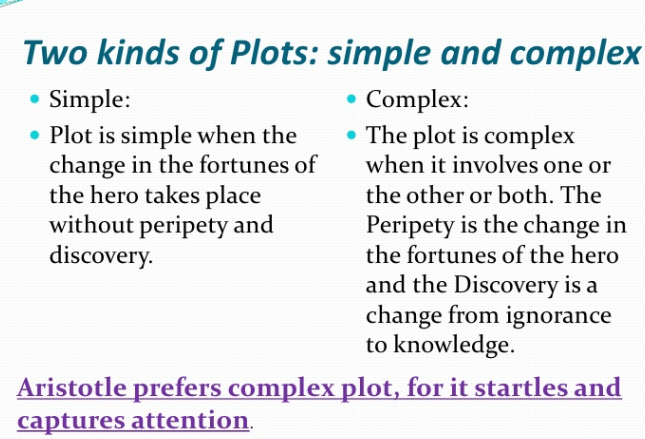 Two kinds of Plots: simple and complex
• Simple:
• Plot is simple when the
change in the fortunes of
the hero takes place
without peripety and
discovery.
• Complex:
• The plot is complex
when it involves one or
the other or both. The
Peripety is the change in
the fortunes of the hero
and the Discovery is a
change from ignorance
to knowledge.
Aristotle prefers complex plot, for it startles and
captures attention.